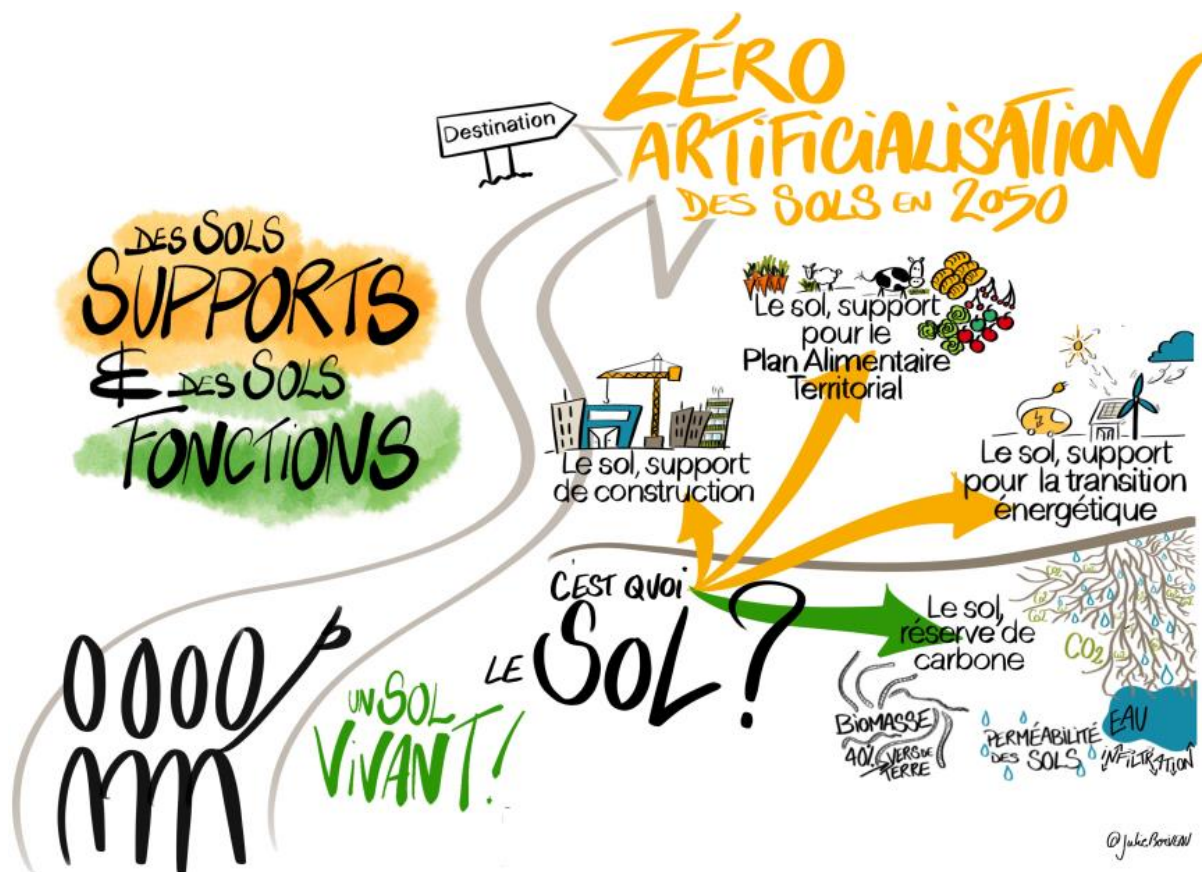 Destination
ZÉRO
ARTIFICIALISATION
DES SOLS EN 2050
DES SOLS
SUPPORTS
& DES SOLS
FONCTIONS
Le sol, support
pour le
Plan Alimentaire
Territorial
Le sol, support
de construction
Le sol, support
pour la transition
énergétique
C'EST QUOI
LE SOL ?
Le sol,
réserve de
carbone
CO2
BIOMASSE
40% VERS DE
TERRE
PERMÉABILITÉ
DES SOLS
EAU
INFILTRATION
UN SOL
VIVANT !